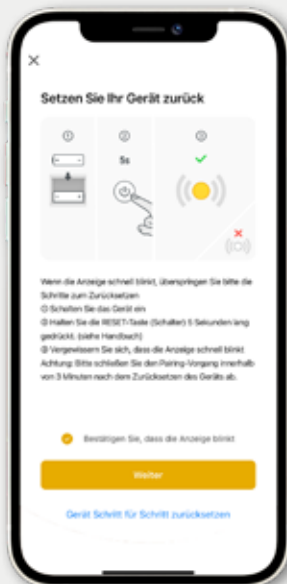 Setzen Sie Ihr Gerät zurück
① ② ③
5s
Wenn die Anzeige schnell blinkt, überspringen Sie bitte die
Schritte zum Zurücksetzen
① Schalten Sie das Gerät ein
② Halten Sie die RESET-Taste (Schalter) 5 Sekunden lang
gedrückt. (siehe Handbuch)
③ Vergewissern Sie sich, dass die Anzeige schnell blinkt
Achtung: Bitte schließen Sie den Pairing-Vorgang innerhalb
von 3 Minuten nach dem Zurücksetzen des Geräts ab.
Bestätigen Sie, dass die Anzeige blinkt
Weiter
Gerät Schritt für Schritt zurücksetzen